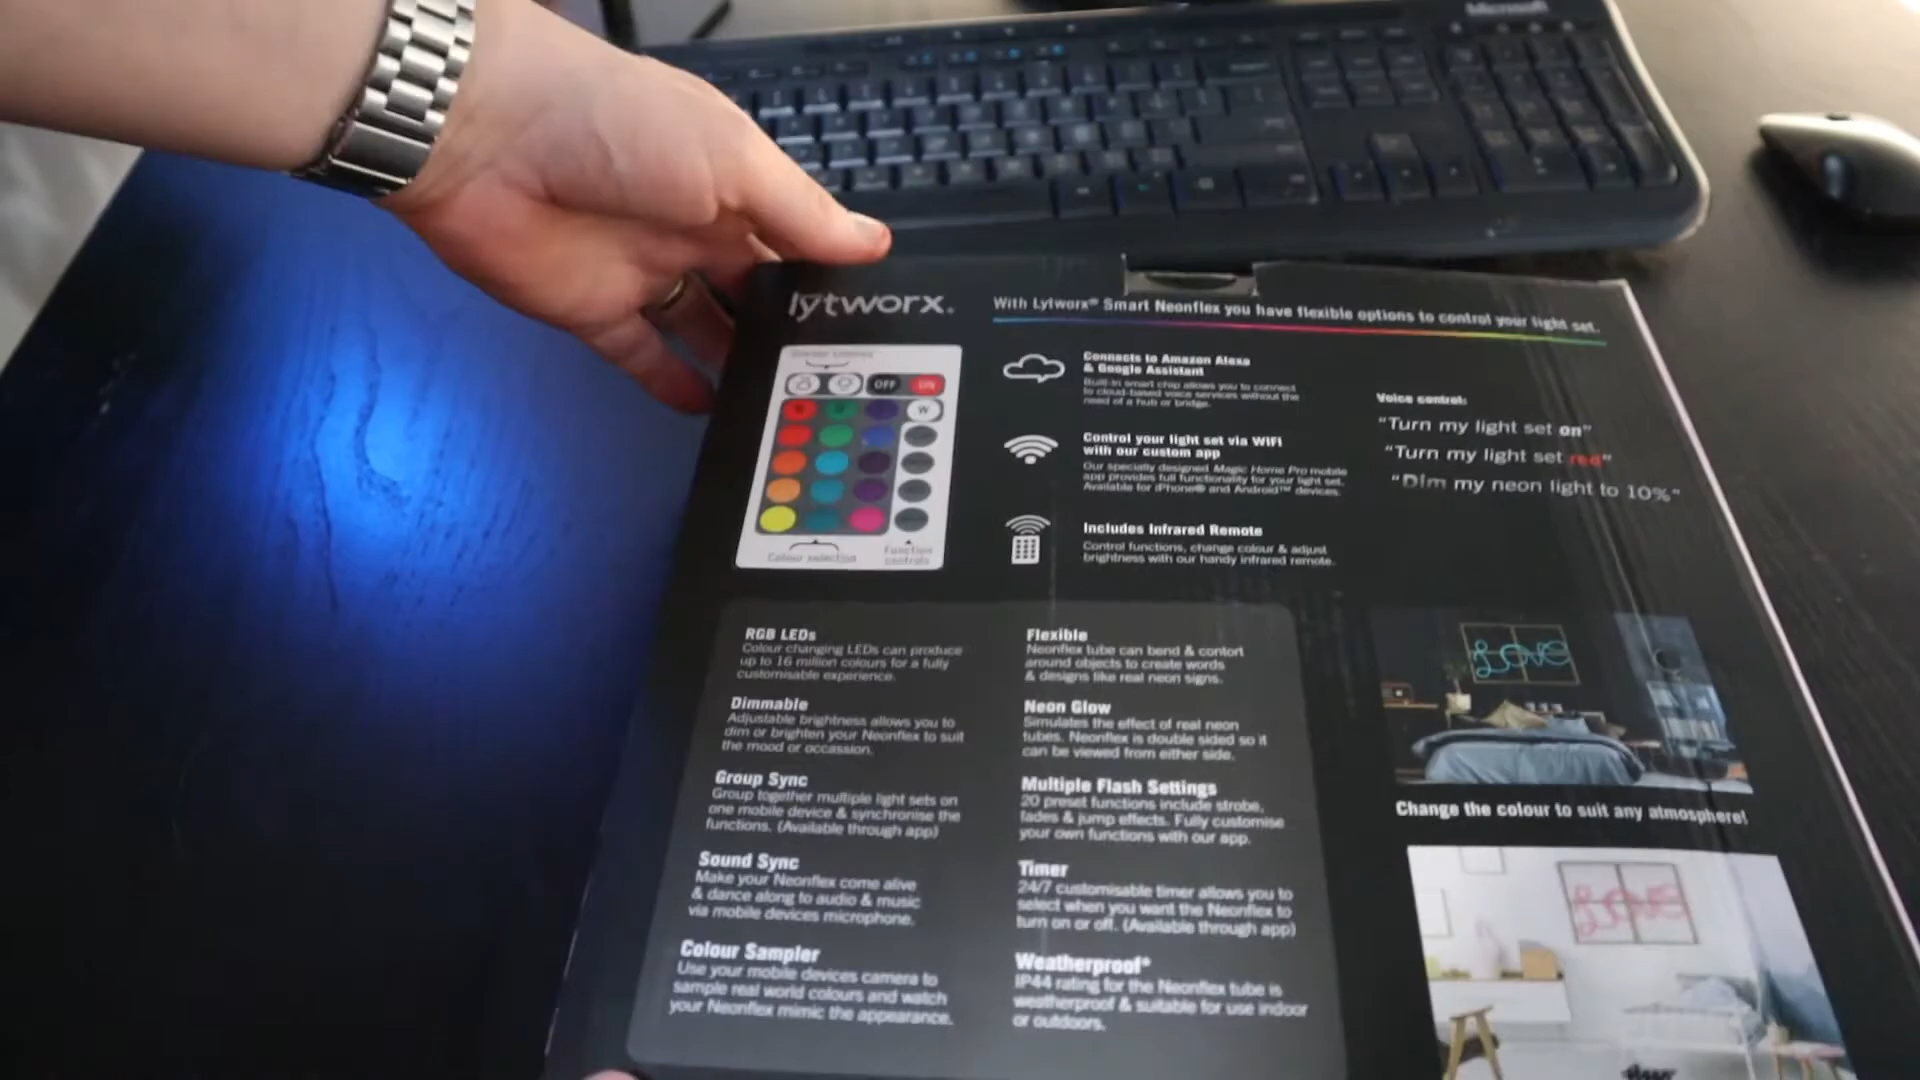 Microsoft
lytworx.
With Lytworx® Smart Neonflex you have flexible options to control your light set.
OFF
ON
W
Colour selection
Function
controls
Connects to Amazon Alexa
& Google Assistant
Built-in smart chip allows you to connect
to cloud-based voice services without the
need of a hub or bridge.
Control your light set via WIFI
with our custom app
Our specially designed Magic Home Pro mobile
app provides full functionality for your light set.
Available for iPhone® and Android™ devices.
Includes Infrared Remote
Control functions, change colour & adjust
brightness with our handy infrared remote.
Voice control:
"Turn my light set on"
"Turn my light set red"
"Dim my neon light to 10%"
RGB LEDs
Colour changing LEDs can produce
up to 16 million colours for a fully
customisable experience.
Dimmable
Adjustable brightness allows you to
dim or brighten your Neonflex to suit
the mood or occassion.
Group Sync
Group together multiple light sets on
one mobile device & synchronise the
functions. (Available through app)
Sound Sync
Make your Neonflex come alive
& dance along to audio & music
via mobile devices microphone.
Colour Sampler
Use your mobile devices camera to
sample real world colours and watch
your Neonflex mimic the appearance.
Flexible
Neonflex tube can bend & contort
around objects to create words
& designs like real neon signs.
Neon Glow
Simulates the effect of real neon
tubes. Neonflex is double sided so it
can be viewed from either side.
Multiple Flash Settings
20 preset functions include strobe,
fades & jump effects. Fully customise
your own functions with our app.
Timer
24/7 customisable timer allows you to
select when you want the Neonflex to
turn on or off. (Available through app)
Weatherproof*
IP44 rating for the Neonflex tube is
weatherproof & suitable for use indoor
or outdoors.
Love
Change the colour to suit any atmosphere!
Love